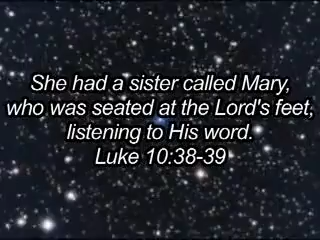 She had a sister called Mary,
who was seated at the Lord's feet,
listening to His word.
Luke 10:38-39